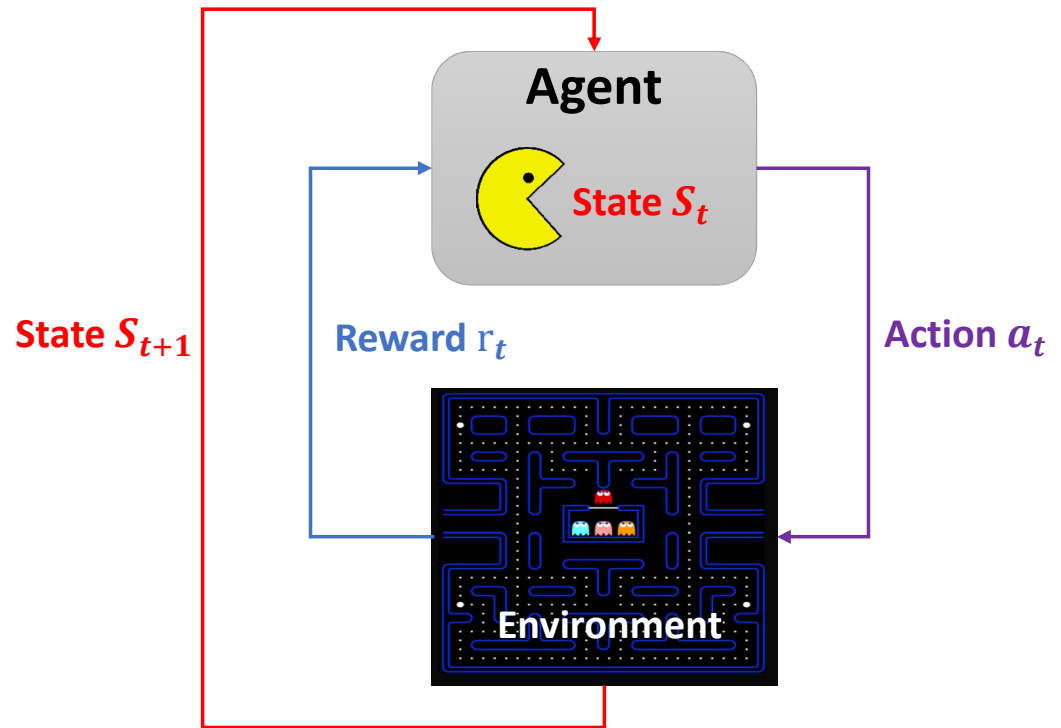 Agent
State S_t
State S_{t+1}
Reward r_t
Action a_t
Environment